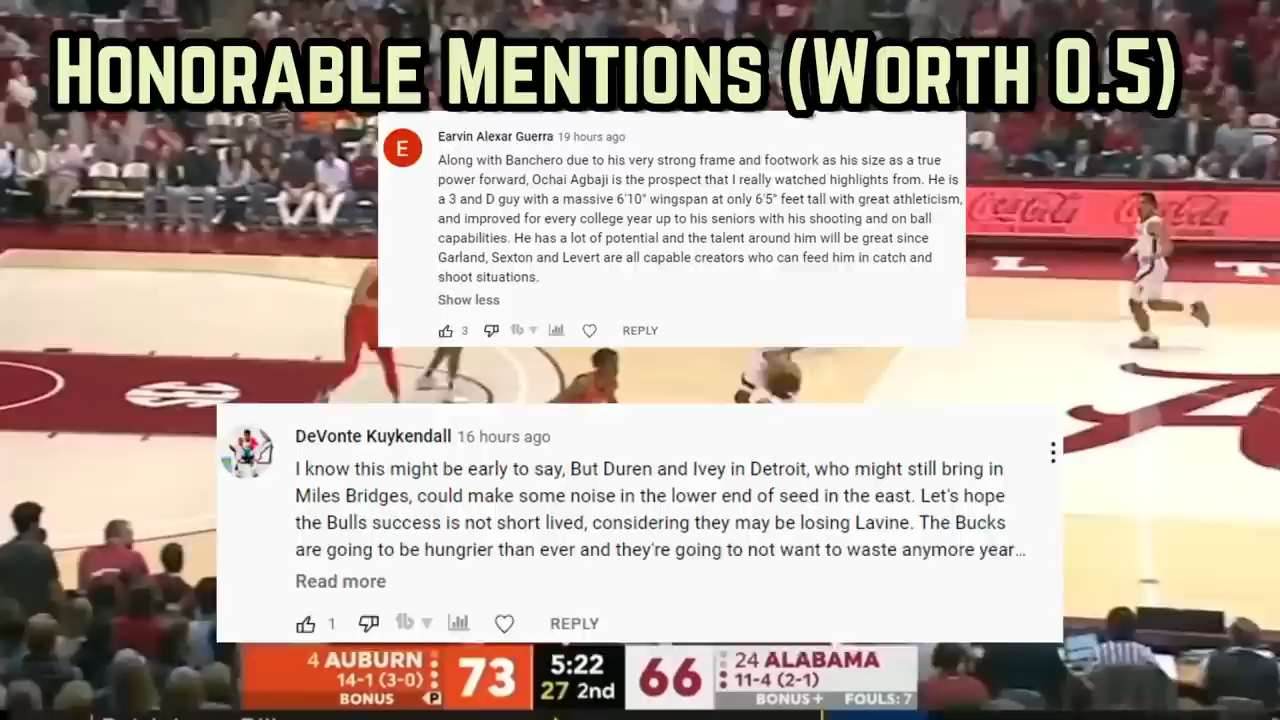 HONORABLE MENTIONS (WORTH 0.5)
E
Earvin Alexar Guerra 19 hours ago
Along with Banchero due to his very strong frame and footwork as his size as a true
power forward, Ochai Agbaji is the prospect that I really watched highlights from. He is
a 3 and D guy with a massive 6'10" wingspan at only 6'5" feet tall with great athleticism,
and improved for every college year up to his seniors with his shooting and on ball
capabilities. He has a lot of potential and the talent around him will be great since
Garland, Sexton and Levert are all capable creators who can feed him in catch and
shoot situations.
Show less
3 REPLY
Coca-Cola Coca-Cola
DeVonte Kuykendall 16 hours ago
I know this might be early to say, But Duren and Ivey in Detroit, who might still bring in
Miles Bridges, could make some noise in the lower end of seed in the east. Let's hope
the Bulls success is not short lived, considering they may be losing Lavine. The Bucks
are going to be hungrier than ever and they're going to not want to waste anymore year...
Read more
1 REPLY
4 AUBURN 73 5:22 66 24 ALABAMA
14-1 (3-0) 27 2nd 11-4 (2-1)
BONUS P BONUS+ FOULS: 7